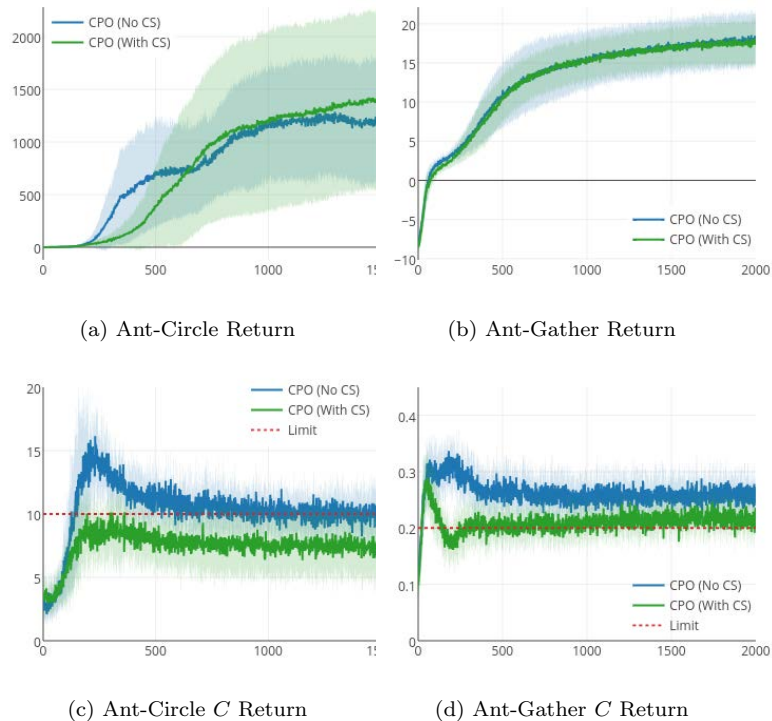 CPO (No CS)
CPO (With CS)
2000
1500
1000
500
0
0
500
1000
15
(a) Ant-Circle Return
20
15
10
5
0
−5
−10
CPO (No CS)
CPO (With CS)
0
500
1000
1500
2000
(b) Ant-Gather Return
20
15
10
5
0
CPO (No CS)
CPO (With CS)
Limit
0
500
1000
15
(c) Ant-Circle C Return
0.4
0.3
0.2
0.1
CPO (No CS)
CPO (With CS)
Limit
0
500
1000
1500
2000
(d) Ant-Gather C Return